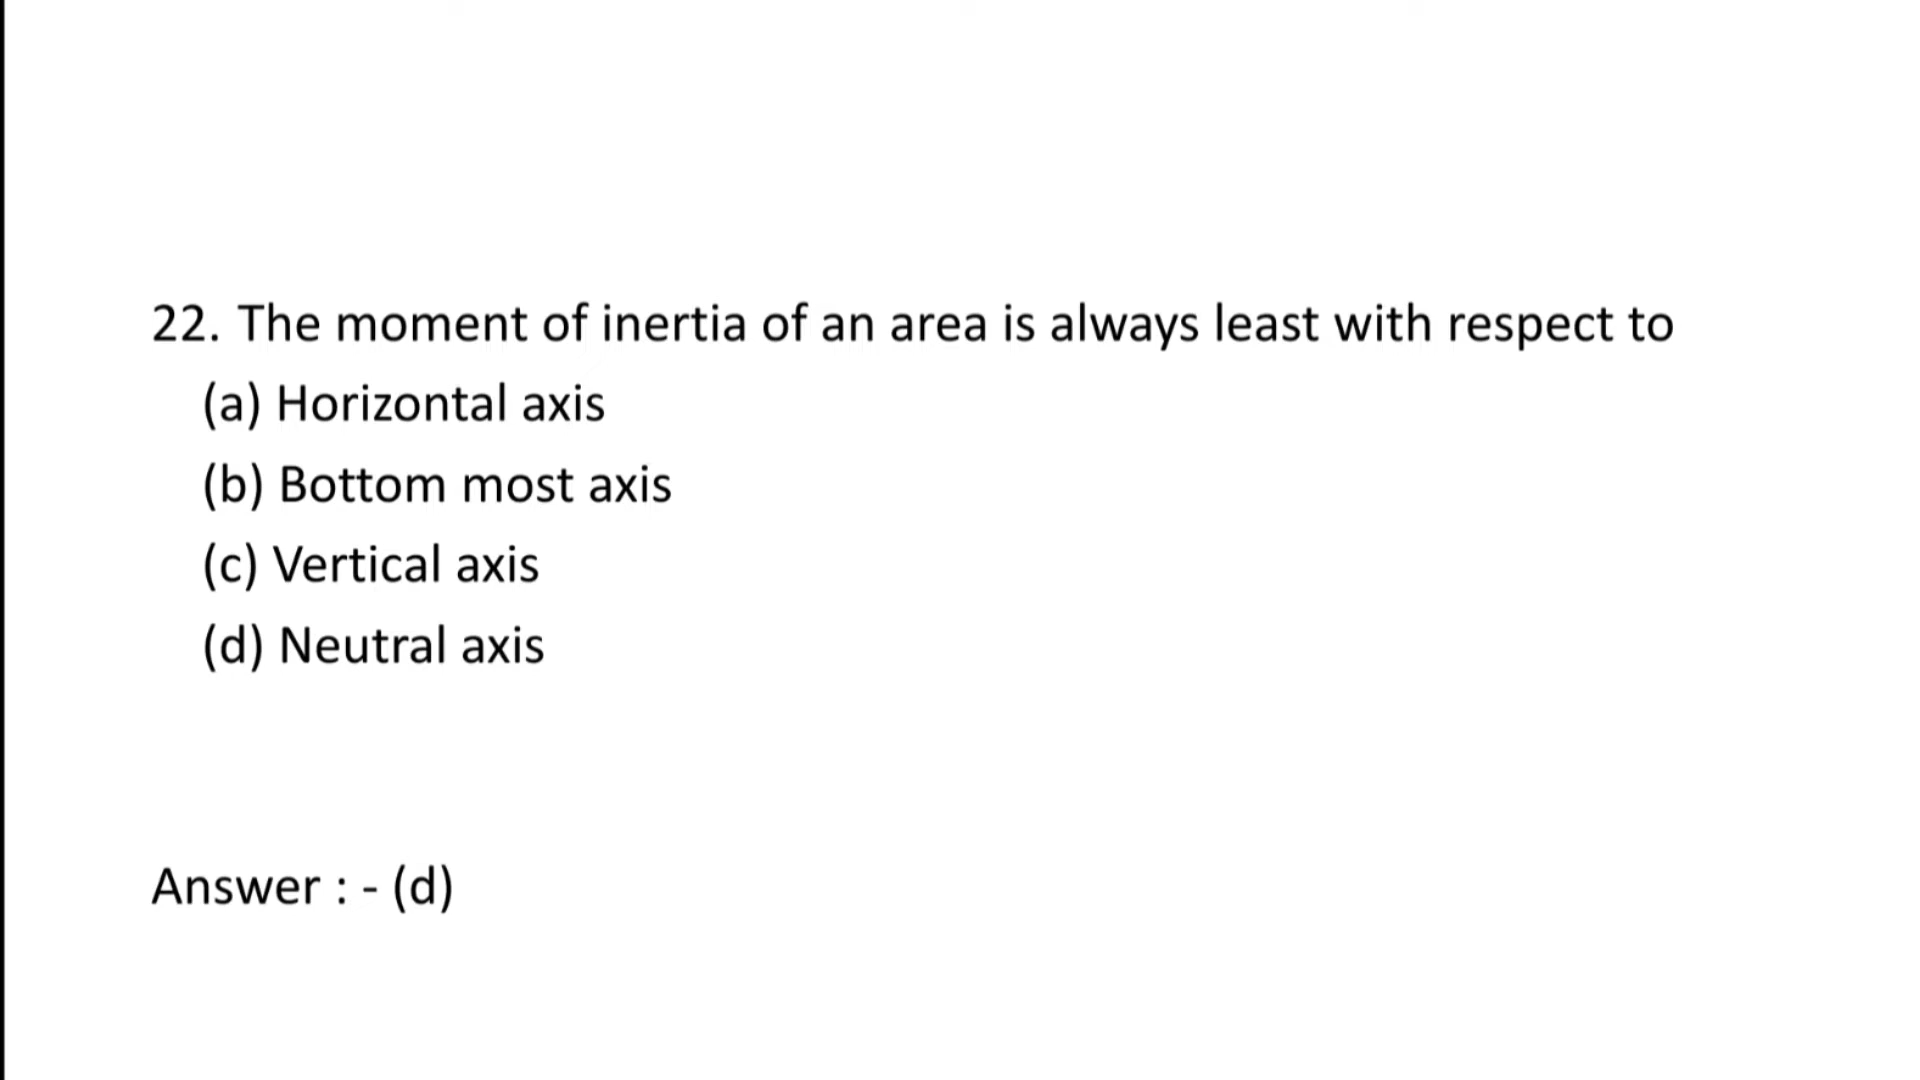 22. The moment of inertia of an area is always least with respect to
(a) Horizontal axis
(b) Bottom most axis
(c) Vertical axis
(d) Neutral axis
Answer : - (d)